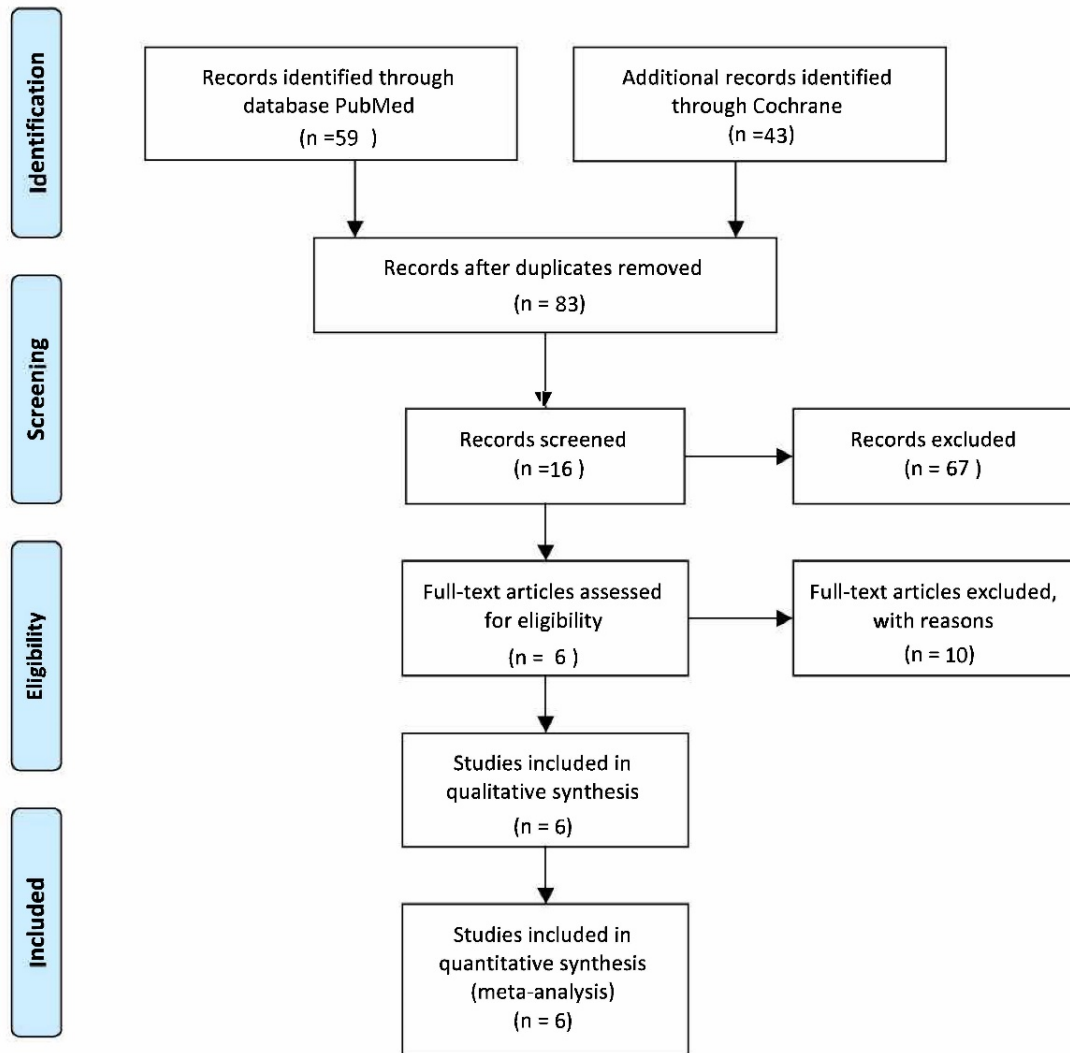 Identification
Records identified through
database PubMed
(n =59  )
Additional records identified
through Cochrane
(n =43)
Records after duplicates removed
(n = 83)
Screening
Records screened
(n =16 )
Records excluded
(n = 67 )
Eligibility
Full-text articles assessed
for eligibility
(n =  6 )
Full-text articles excluded,
with reasons
(n = 10)
Studies included in
qualitative synthesis
(n = 6)
Included
Studies included in
quantitative synthesis
(meta-analysis)
(n = 6)